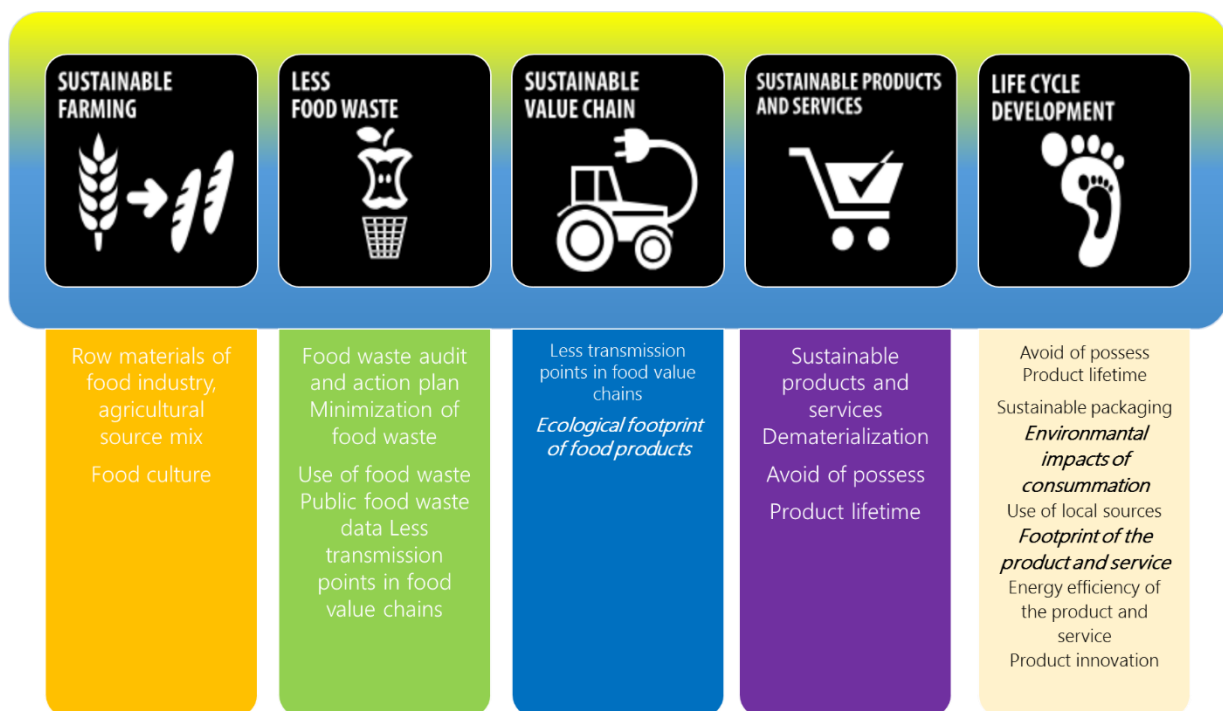 SUSTAINABLE
FARMING
LESS
FOOD WASTE
SUSTAINABLE
VALUE CHAIN
SUSTAINABLE PRODUCTS
AND SERVICES
LIFE CYCLE
DEVELOPMENT
Row materials of
food industry,
agricultural
source mix
Food culture
Food waste audit
and action plan
Minimization of
food waste
Use of food waste
Public food waste
data Less
transmission
points in food
value chains
Less transmission
points in food value
chains
Ecological footprint
of food products
Sustainable
products and
services
Dematerialization
Avoid of possess
Product lifetime
Avoid of possess
Product lifetime
Sustainable packaging
Environmantal
impacts of
consummation
Use of local sources
Footprint of the
product and service
Energy efficiency of
the product and
service
Product innovation